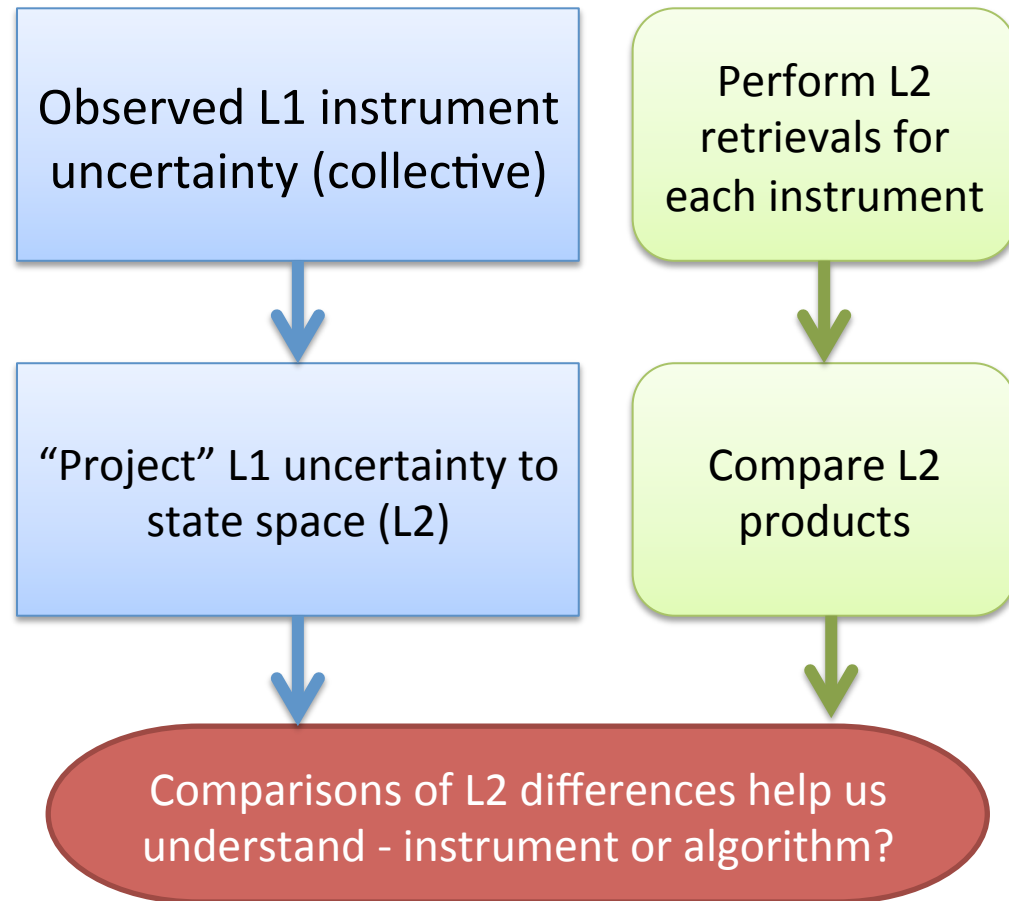 Observed L1 instrument
uncertainty (collective)
Perform L2
retrievals for
each instrument
“Project” L1 uncertainty to
state space (L2)
Compare L2
products
Comparisons of L2 differences help us
understand - instrument or algorithm?